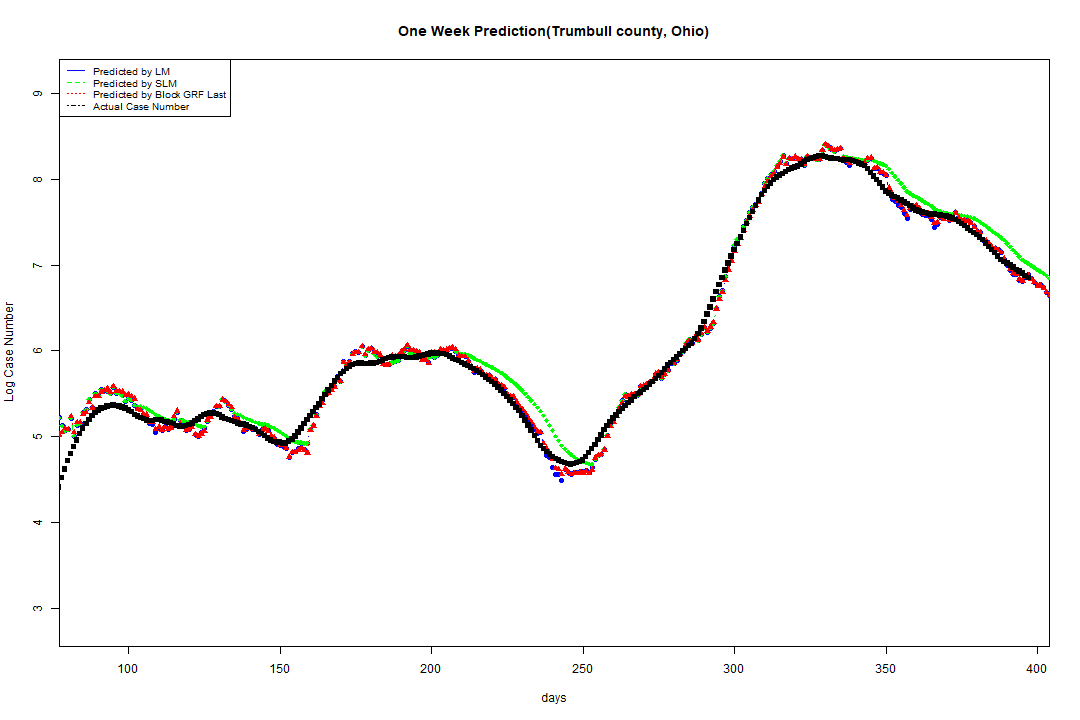 One Week Prediction(Trumbull county, Ohio)
Predicted by LM
Predicted by SLM
Predicted by Block GRF Last
Actual Case Number
9
8
7
6
5
4
3
Log Case Number
100 150 200 250 300 350 400
days